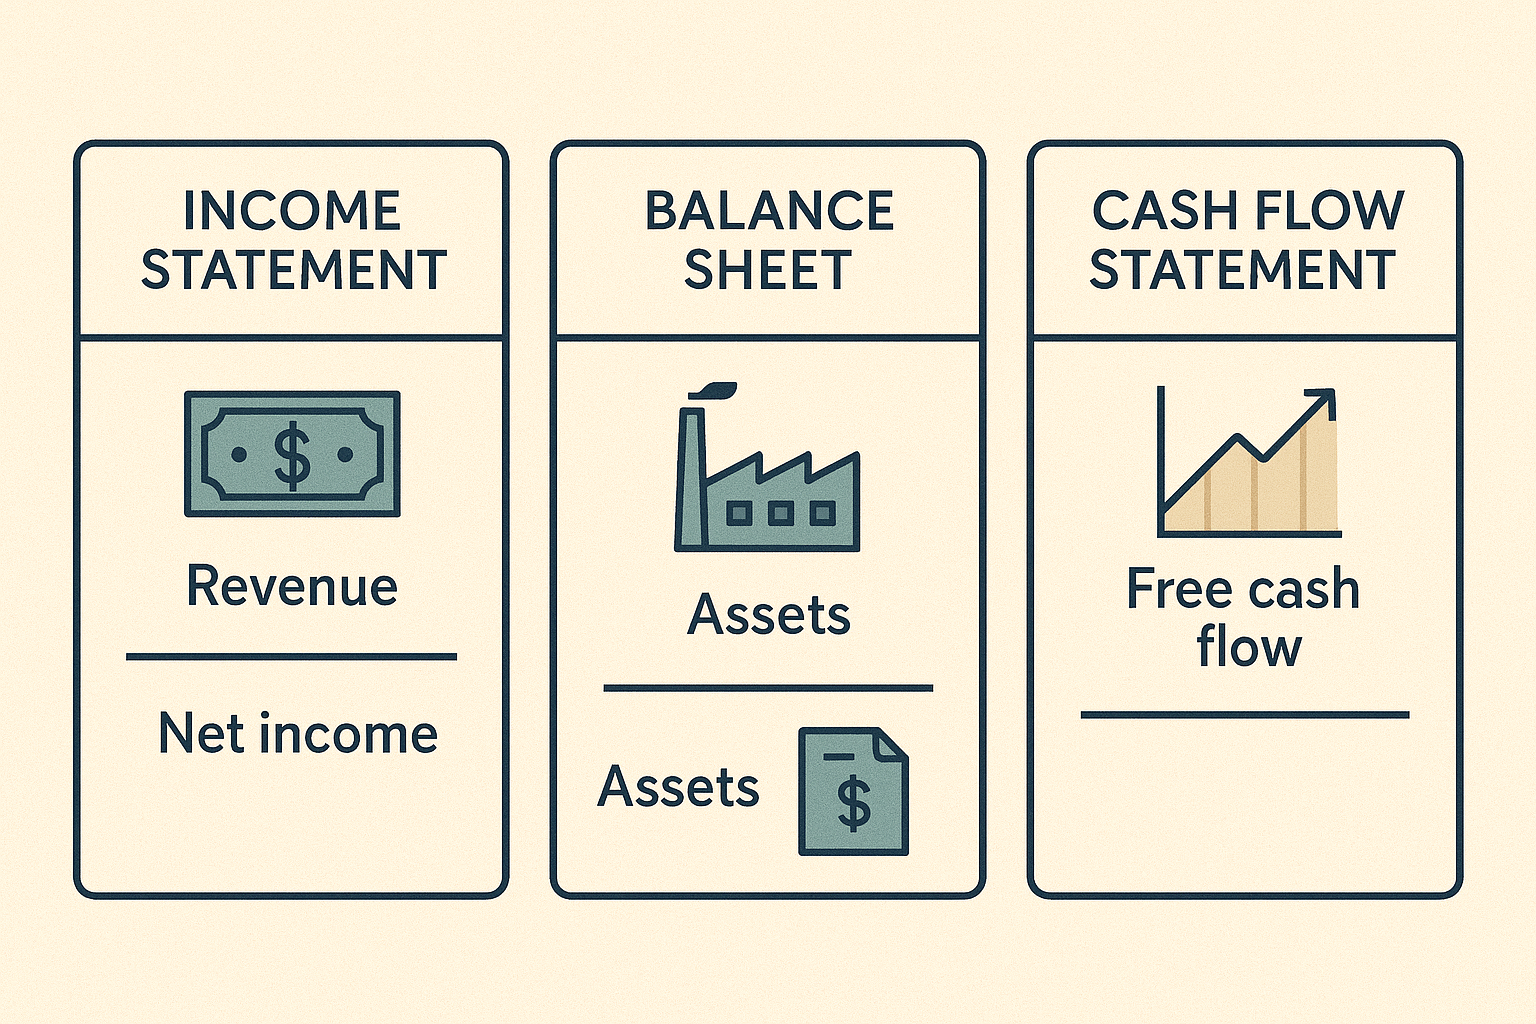 INCOME
STATEMENT
$
Revenue
Net income
BALANCE
SHEET
Assets
Assets
$
CASH FLOW
STATEMENT
Free cash
flow